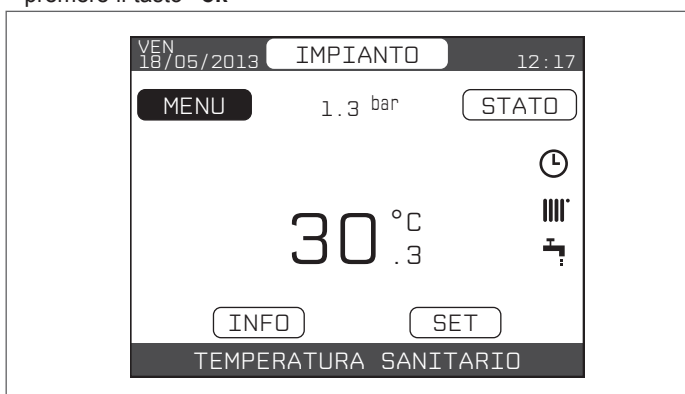 premere il tasto "ok"
VEN
18/05/2013 IMPIANTO 12:17
MENU 1.3 bar STATO
30.3 °C
INFO SET
TEMPERATURA SANITARIO